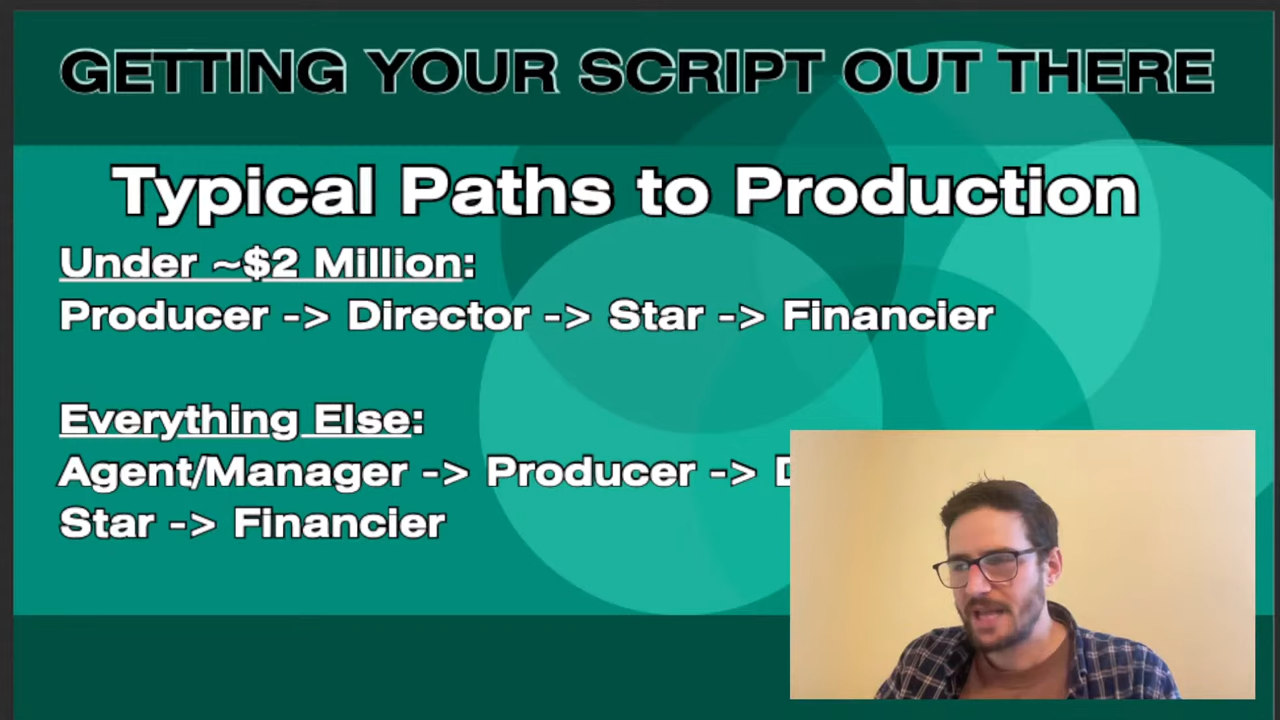 GETTING YOUR SCRIPT OUT THERE
Typical Paths to Production
Under ~$2 Million:
Producer -> Director -> Star -> Financier
Everything Else:
Agent/Manager -> Producer ->
Star -> Financier